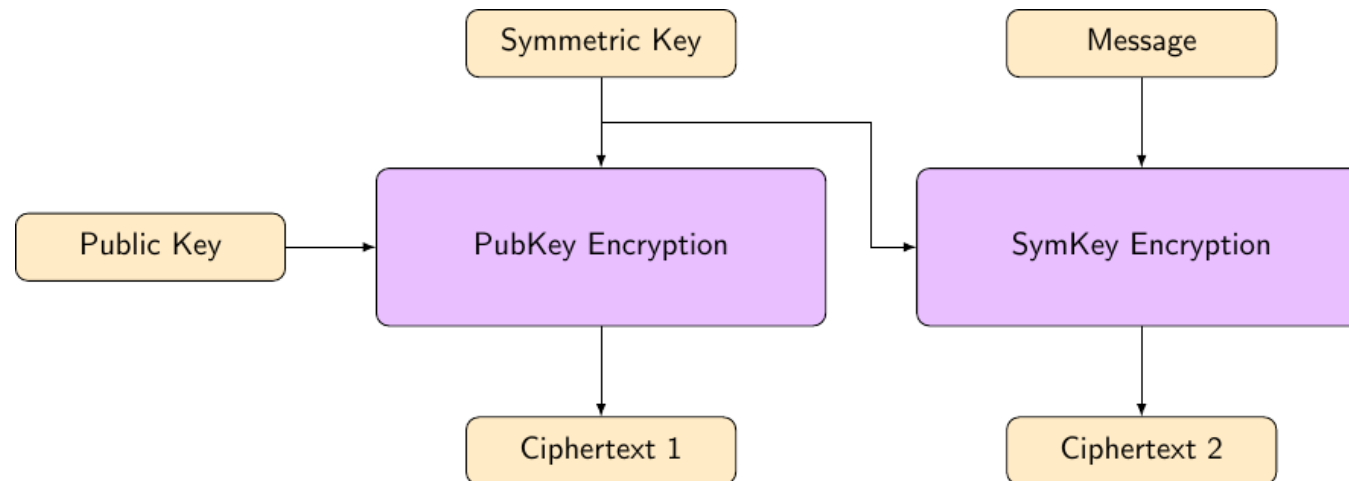 Symmetric Key
Message
Public Key
PubKey Encryption
SymKey Encryption
Ciphertext 1
Ciphertext 2